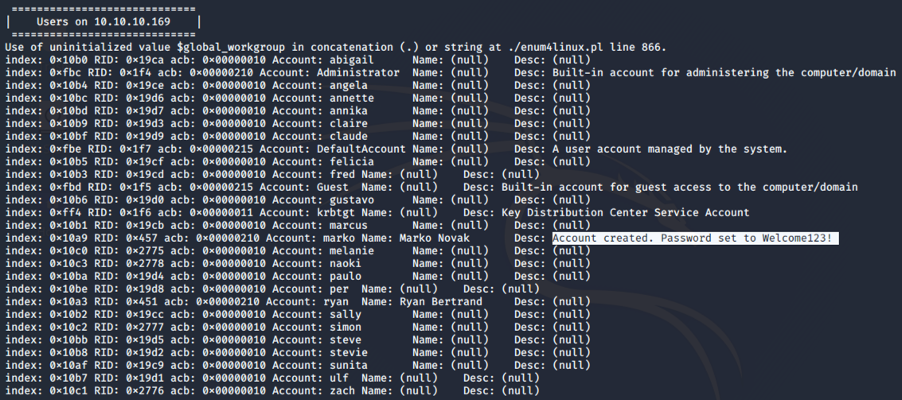 ==============================
|    Users on 10.10.10.169    |
==============================
Use of uninitialized value $global_workgroup in concatenation (.) or string at ./enum4linux.pl line 866.
index: 0×10b0 RID: 0×19ca acb: 0×00000010 Account: abigail Name: (null) Desc: (null)
index: 0×fbc RID: 0×1f4 acb: 0×00000210 Account: Administrator Name: (null) Desc: Built-in account for administering the computer/domain
index: 0×10b4 RID: 0×19ce acb: 0×00000010 Account: angela Name: (null) Desc: (null)
index: 0×10bc RID: 0×19d6 acb: 0×00000010 Account: annette Name: (null) Desc: (null)
index: 0×10bd RID: 0×19d7 acb: 0×00000010 Account: annika Name: (null) Desc: (null)
index: 0×10b9 RID: 0×19d3 acb: 0×00000010 Account: claire Name: (null) Desc: (null)
index: 0×10bf RID: 0×19d9 acb: 0×00000010 Account: claude Name: (null) Desc: (null)
index: 0×fbe RID: 0×1f7 acb: 0×00000215 Account: DefaultAccount Name: (null) Desc: A user account managed by the system.
index: 0×10b5 RID: 0×19cf acb: 0×00000010 Account: felicia Name: (null) Desc: (null)
index: 0×10b3 RID: 0×19cd acb: 0×00000010 Account: fred Name: (null) Desc: (null)
index: 0×fbd RID: 0×1f5 acb: 0×00000215 Account: Guest Name: (null) Desc: Built-in account for guest access to the computer/domain
index: 0×10b6 RID: 0×19d0 acb: 0×00000010 Account: gustavo Name: (null) Desc: (null)
index: 0×ff4 RID: 0×1f6 acb: 0×00000011 Account: krbtgt Name: (null) Desc: Key Distribution Center Service Account
index: 0×10b1 RID: 0×19cb acb: 0×00000010 Account: marcus Name: (null) Desc: (null)
index: 0×10a9 RID: 0×457 acb: 0×00000210 Account: marko Name: Marko Novak Desc: Account created. Password set to Welcome123!
index: 0×10c0 RID: 0×2775 acb: 0×00000010 Account: melanie Name: (null) Desc: (null)
index: 0×10c3 RID: 0×2778 acb: 0×00000010 Account: naoki Name: (null) Desc: (null)
index: 0×10ba RID: 0×19d4 acb: 0×00000010 Account: paulo Name: (null) Desc: (null)
index: 0×10be RID: 0×19d8 acb: 0×00000010 Account: per Name: (null) Desc: (null)
index: 0×10a3 RID: 0×451 acb: 0×00000210 Account: ryan Name: Ryan Bertrand Desc: (null)
index: 0×10b2 RID: 0×19cc acb: 0×00000010 Account: sally Name: (null) Desc: (null)
index: 0×10c2 RID: 0×2777 acb: 0×00000010 Account: simon Name: (null) Desc: (null)
index: 0×10bb RID: 0×19d5 acb: 0×00000010 Account: steve Name: (null) Desc: (null)
index: 0×10b8 RID: 0×19d2 acb: 0×00000010 Account: stevie Name: (null) Desc: (null)
index: 0×10af RID: 0×19c9 acb: 0×00000010 Account: sunita Name: (null) Desc: (null)
index: 0×10b7 RID: 0×19d1 acb: 0×00000010 Account: ulf Name: (null) Desc: (null)
index: 0×10c1 RID: 0×2776 acb: 0×00000010 Account: zach Name: (null) Desc: (null)